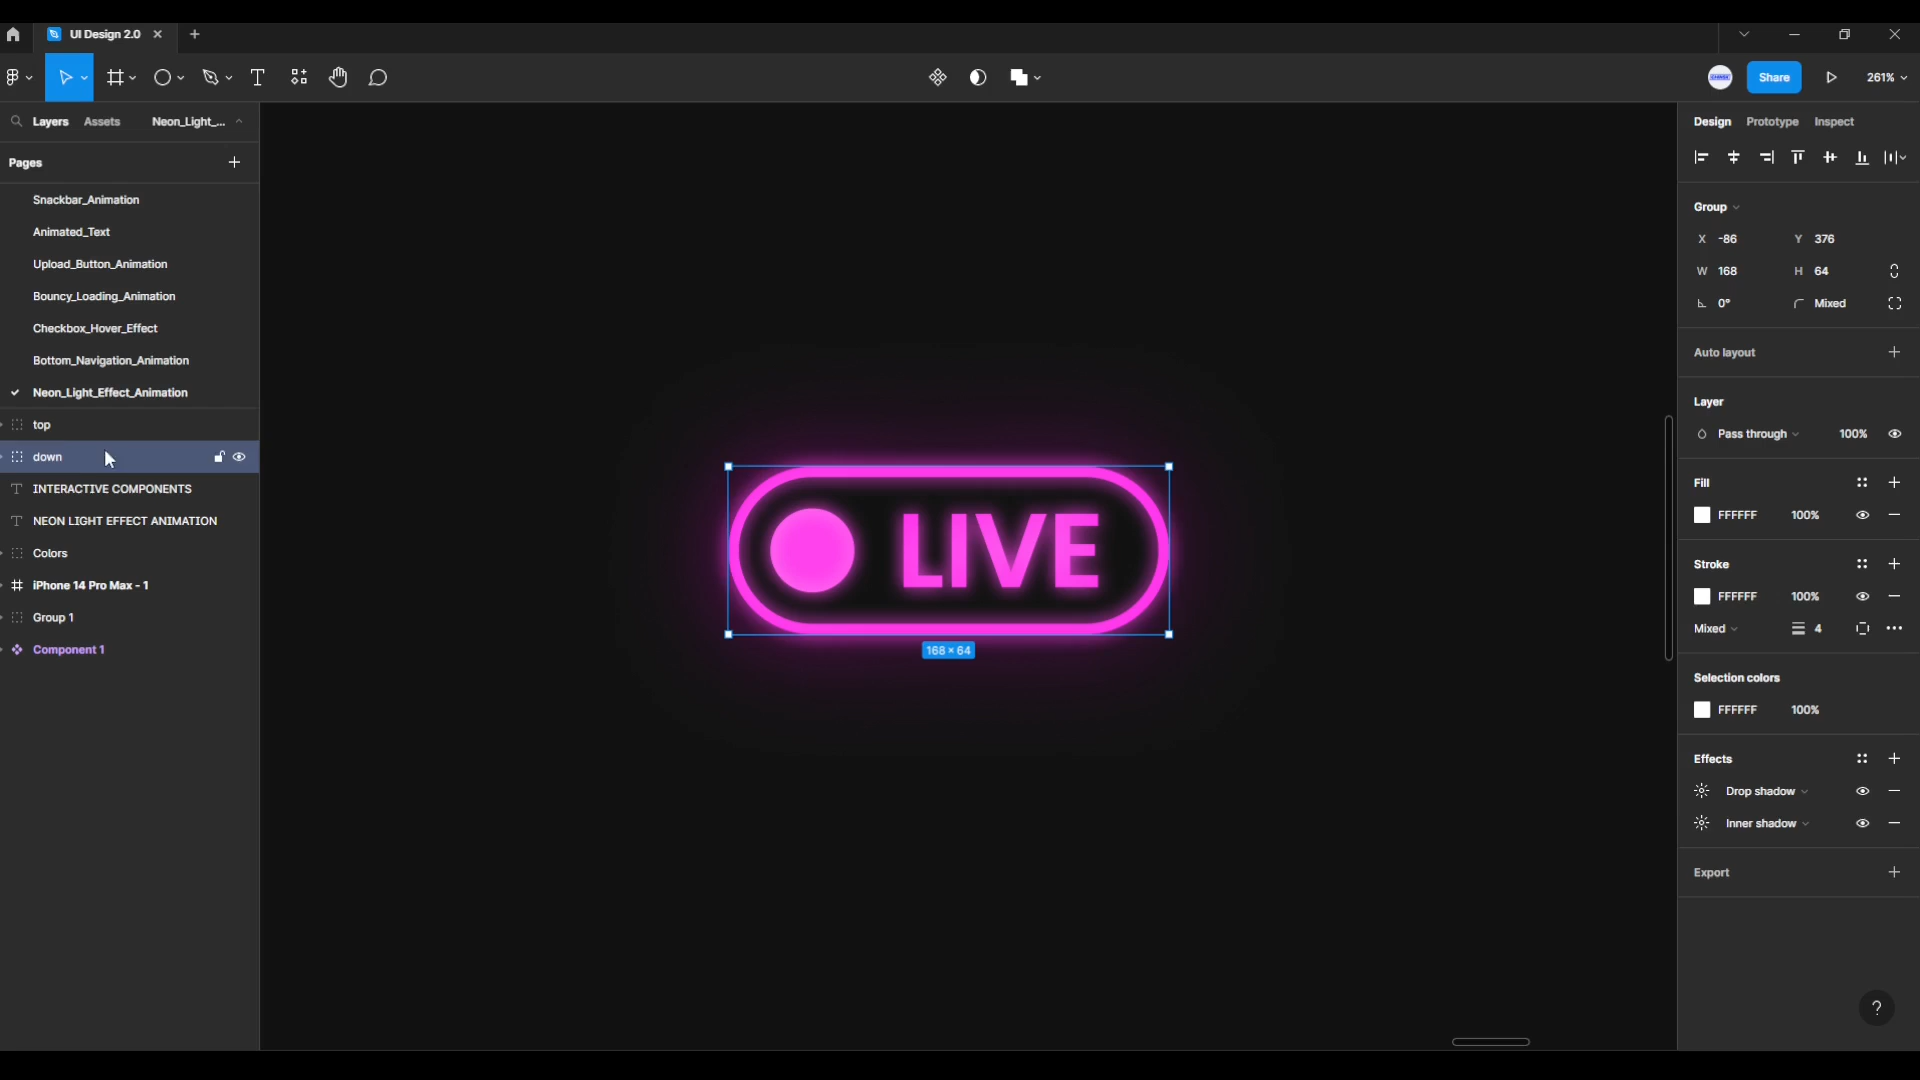 UI Design 2.0
Share
261%
Layers
Assets
Neon_Light_...
Pages
Snackbar_Animation
Animated_Text
Upload_Button_Animation
Bouncy_Loading_Animation
Checkbox_Hover_Effect
Bottom_Navigation_Animation
Neon_Light_Effect_Animation
top
down
INTERACTIVE COMPONENTS
NEON LIGHT EFFECT ANIMATION
Colors
iPhone 14 Pro Max - 1
Group 1
Component 1
LIVE
168 × 64
Design
Prototype
Inspect
Group
X -86 Y 376
W 168 H 64
0° Mixed
Auto layout
Layer
Pass through 100%
Fill
FFFFFF 100%
Stroke
FFFFFF 100%
Mixed 4
Selection colors
FFFFFF 100%
Effects
Drop shadow
Inner shadow
Export
?